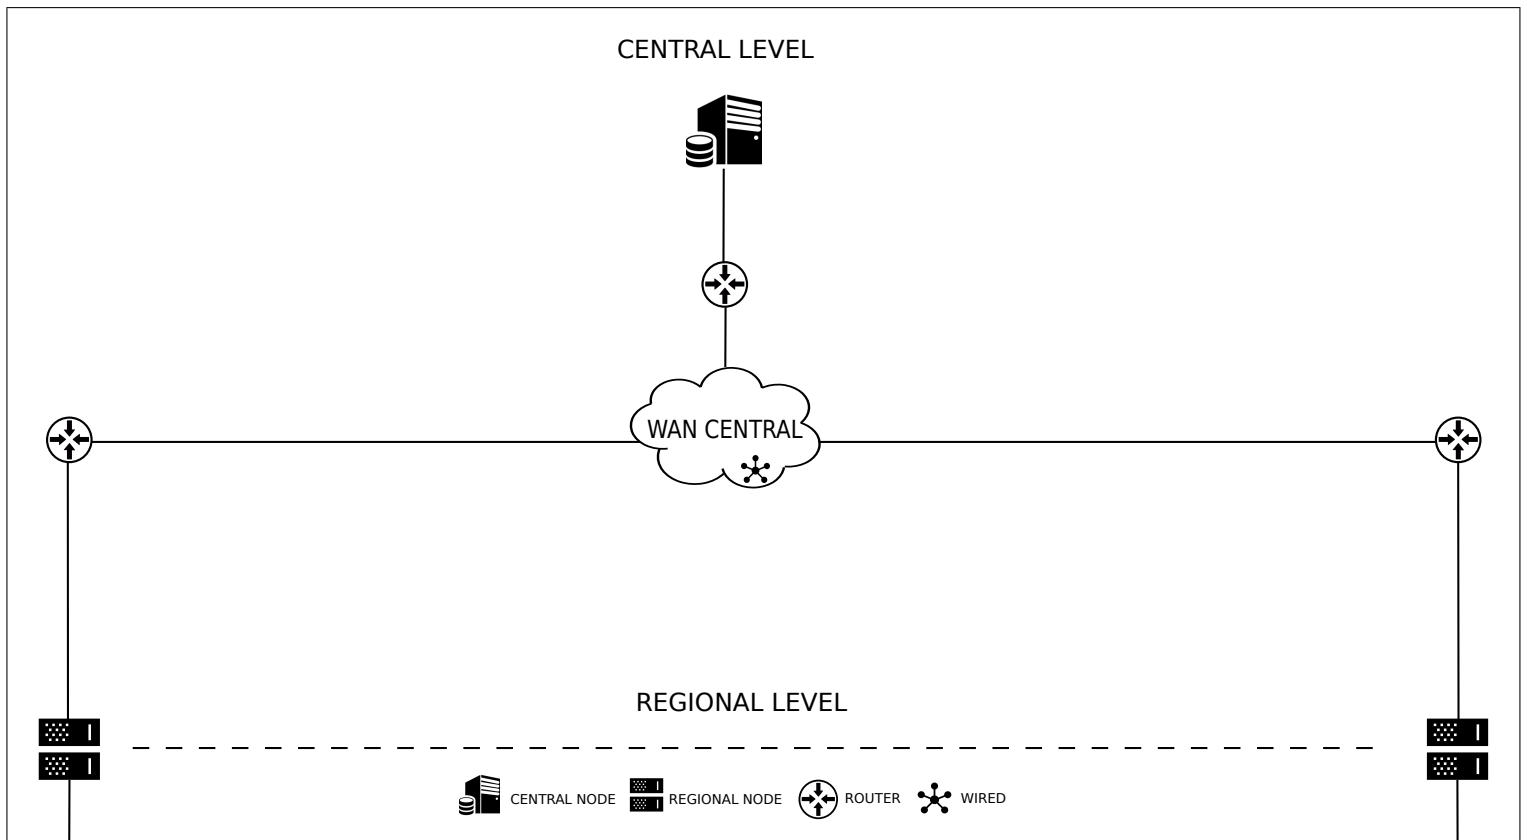 CENTRAL LEVEL
WAN CENTRAL
REGIONAL LEVEL
CENTRAL NODE
REGIONAL NODE
ROUTER
WIRED